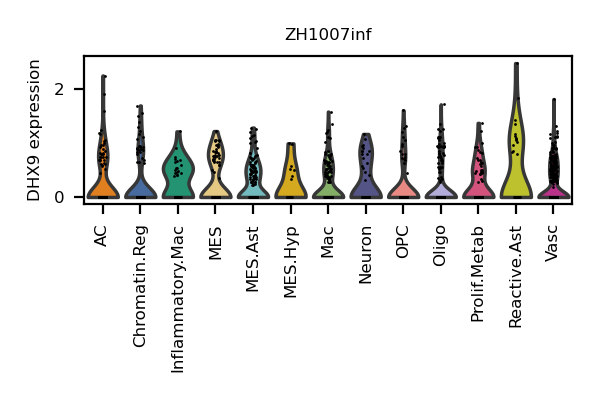 ZH1007inf
DHX9 expression
2
0
AC
Chromatin.Reg
Inflammatory.Mac
MES
MES.Ast
MES.Hyp
Mac
Neuron
OPC
Oligo
Prolif.Metab
Reactive.Ast
Vasc